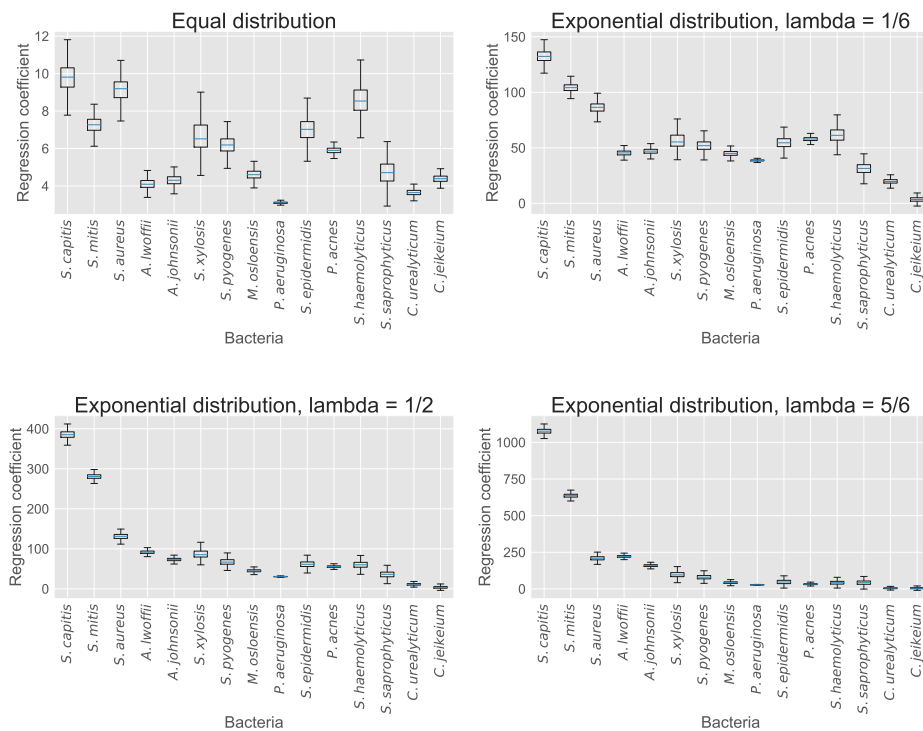 Equal distribution
Regression coefficient
12
10
8
6
4
S. capitis
S. mitis
S. aureus
A. lwoffii
A. johnsonii
S. xylosis
S. pyogenes
M. osloensis
P. aeruginosa
S. epidermidis
P. acnes
S. haemolyticus
S. saprophyticus
C. urealyticum
C. jeikeium
Bacteria
Exponential distribution, lambda = 1/6
Regression coefficient
150
100
50
0
S. capitis
S. mitis
S. aureus
A. lwoffii
A. johnsonii
S. xylosis
S. pyogenes
M. osloensis
P. aeruginosa
S. epidermidis
P. acnes
S. haemolyticus
S. saprophyticus
C. urealyticum
C. jeikeium
Bacteria
Exponential distribution, lambda = 1/2
Regression coefficient
400
300
200
100
0
S. capitis
S. mitis
S. aureus
A. lwoffii
A. johnsonii
S. xylosis
S. pyogenes
M. osloensis
P. aeruginosa
S. epidermidis
P. acnes
S. haemolyticus
S. saprophyticus
C. urealyticum
C. jeikeium
Bacteria
Exponential distribution, lambda = 5/6
Regression coefficient
1000
750
500
250
0
S. capitis
S. mitis
S. aureus
A. lwoffii
A. johnsonii
S. xylosis
S. pyogenes
M. osloensis
P. aeruginosa
S. epidermidis
P. acnes
S. haemolyticus
S. saprophyticus
C. urealyticum
C. jeikeium
Bacteria